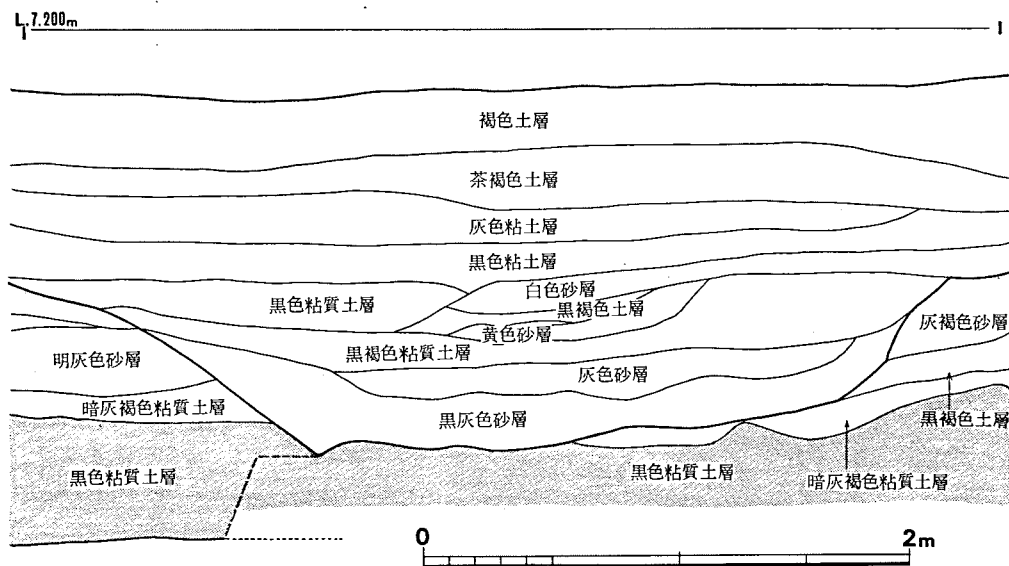 L.7.200m
褐色土層
茶褐色土層
灰色粘土層
黒色粘土層
白色砂層
黒色粘質土層
黒褐色土層
黄色砂層
灰褐色砂層
黒褐色粘質土層
明灰色砂層
灰色砂層
暗灰褐色粘質土層
黒灰色砂層
黒褐色土層
黒色粘質土層
黒色粘質土層
暗灰褐色粘質土層
0
2m